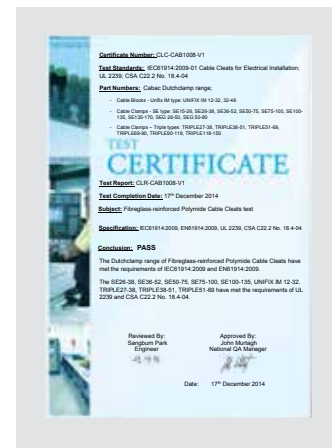 Certificate Number: CLC-CAB1008-V1
Test Standards: IEC61914:2009-01 Cable Cleats for Electrical Installation;
UL 2239; CSA C22.2 No. 18.4-04
Part Numbers: Cabac Dutchclamp range;
- Cable Blocks - Unifix IM type: UNIFIX IM 12-32, 32-48
- Cable Clamps - SE type: SE15-26, SE26-38, SE36-52, SE50-75, SE75-100, SE100-
135, SE135-170, SEG 26-50, SEG 50-80
- Cable Clamps – Triple types: TRIPLE27-38, TRIPLE38-51, TRIPLE51-69,
TRIPLE69-90, TRIPLE90-118, TRIPLE118-150
TEST
CERTIFICATE
Test Report: CLR-CAB1008-V1
Test Completion Date: 17th December 2014
Subject: Fibreglass-reinforced Polymide Cable Cleats test
Specification: IEC61914:2009, EN61914:2009, UL 2239, CSA C22.2 No. 18.4-04
Conclusion: PASS
The Dutchclamp range of Fibreglass-reinforced Polymide Cable Cleats have
met the requirements of IEC61914:2009 and EN61914:2009.
The SE26-38, SE36-52, SE50-75, SE75-100, SE100-135, UNIFIX IM 12-32.
TRIPLE27-38, TRIPLE38-51, TRIPLE51-69 have met the requirements of UL
2239 and CSA C22.2 No. 18.4-04.
Reviewed By: Approved By:
Sangbum Park John Murtagh
Engineer National QA Manager
Date: 17th December 2014